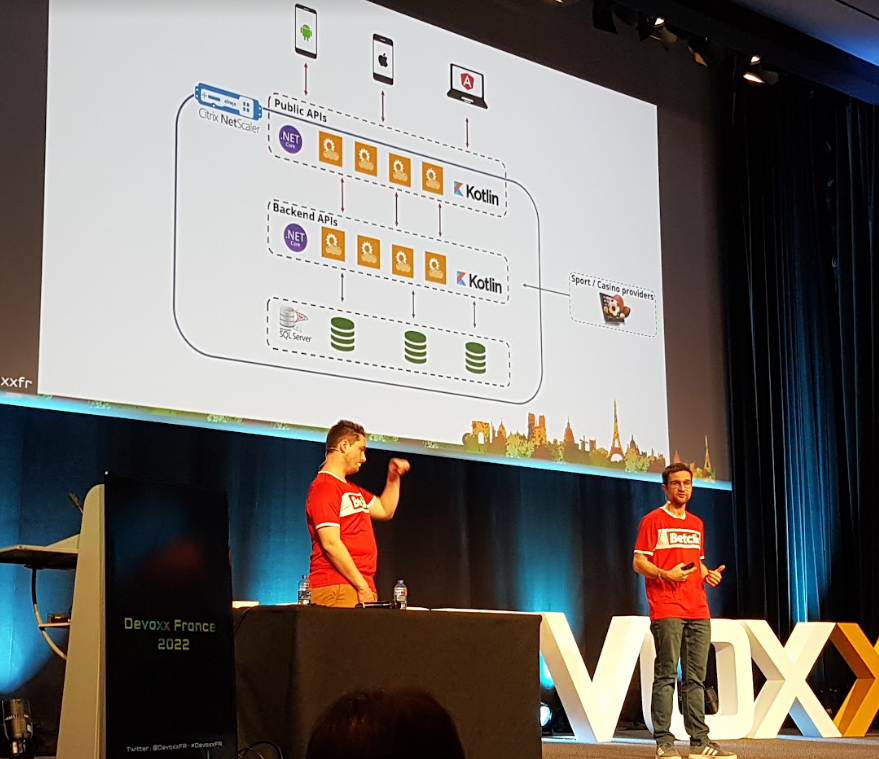 Public APIs
Citrix NetScaler
.NET
Core
Kotlin
Backend APIs
.NET
Core
Kotlin
Sport / Casino providers
SQL Server
xxfr
Betclic
Devoxx France
2022
VOXX
Twitter : @DevoxxFR - #DevoxxFR